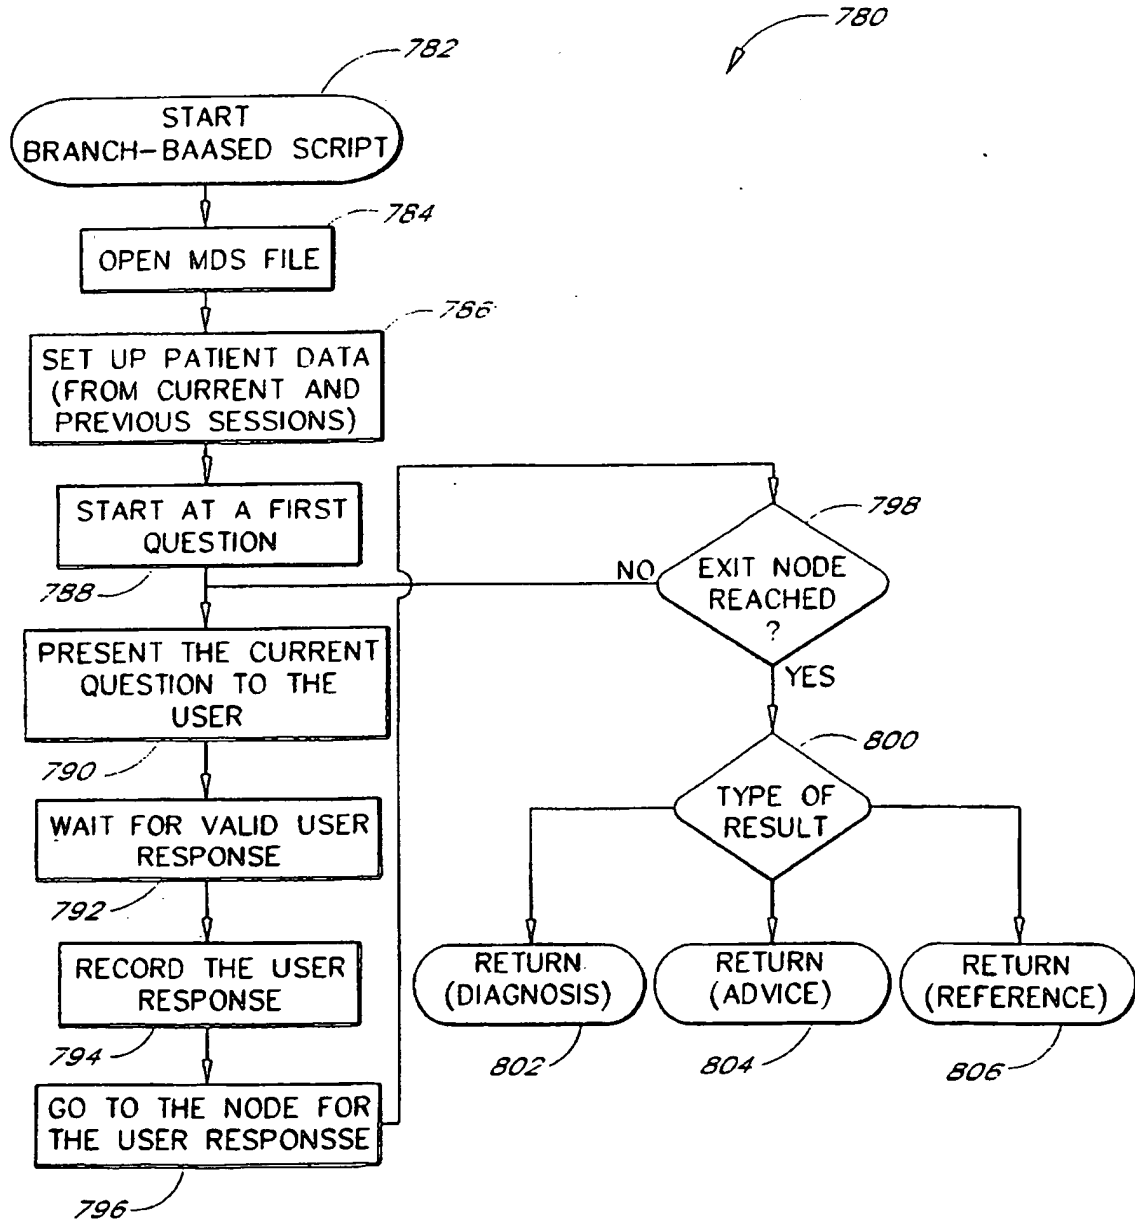 780
782
START
BRANCH-BAASED SCRIPT
784
OPEN MDS FILE
786
SET UP PATIENT DATA
(FROM CURRENT AND
PREVIOUS SESSIONS)
START AT A FIRST
QUESTION
788
PRESENT THE CURRENT
QUESTION TO THE
USER
790
WAIT FOR VALID USER
RESPONSE
792
RECORD THE USER
RESPONSE
794
GO TO THE NODE FOR
THE USER RESPONSSE
796
798
NO
EXIT NODE
REACHED
?
YES
800
TYPE OF
RESULT
RETURN
(DIAGNOSIS)
802
RETURN
(ADVICE)
804
RETURN
(REFERENCE)
806